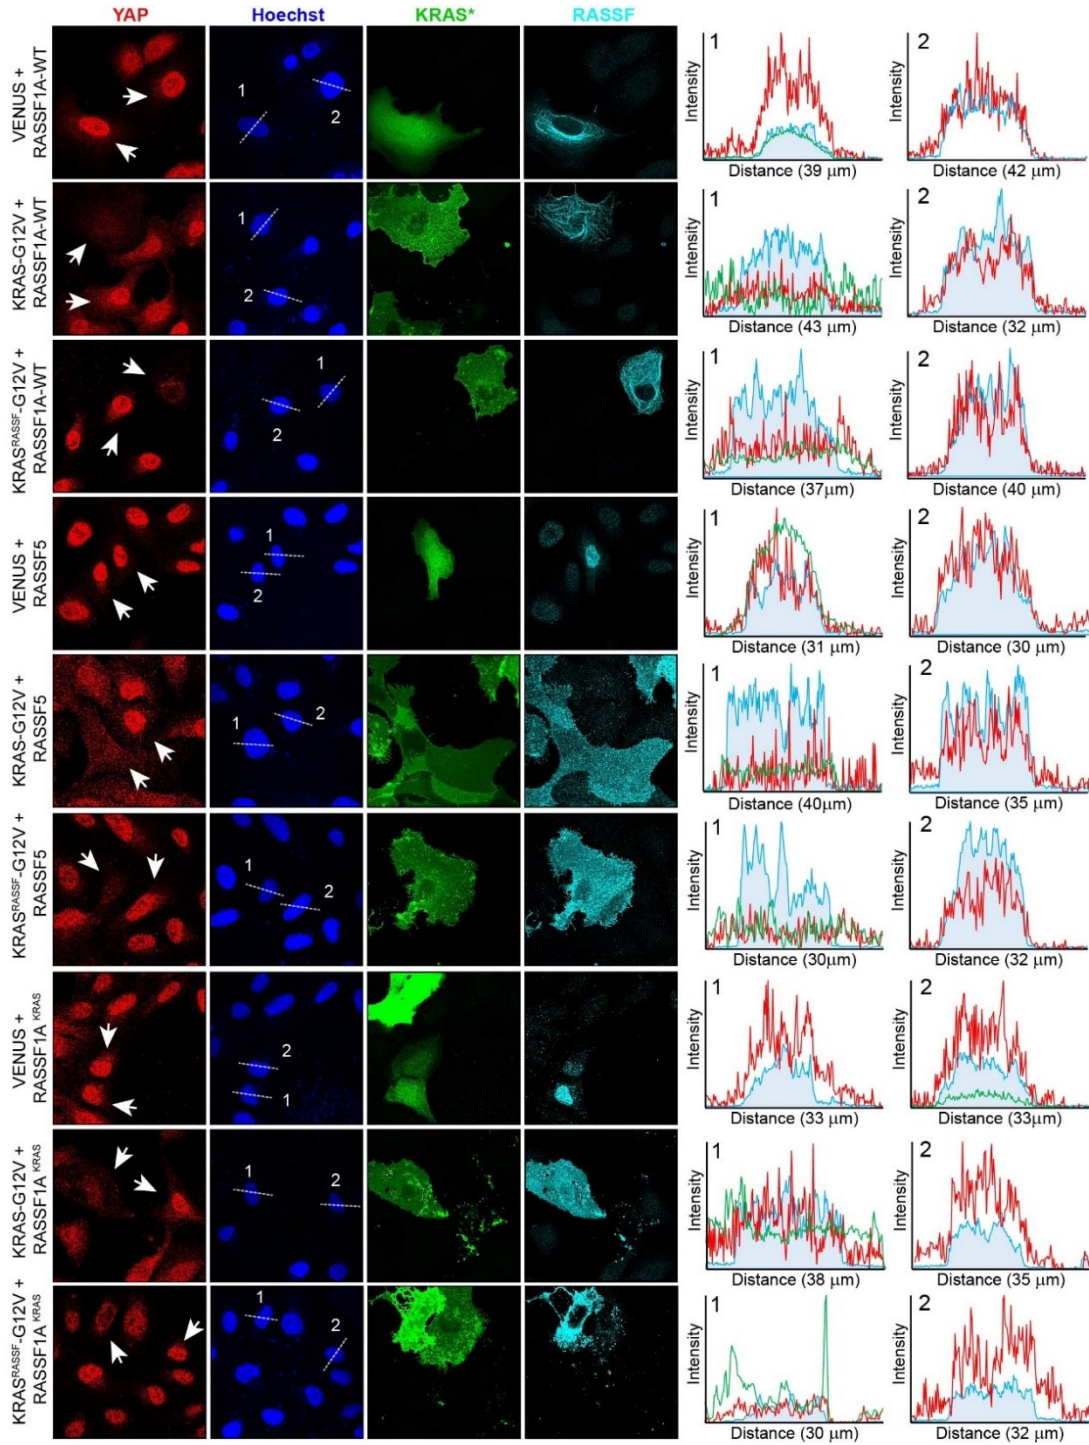 YAP Hoechst KRAS* RASSF
VENUS +
RASSF1A-WT
1
2
1
Intensity
Distance (39 µm)
2
Intensity
Distance (42 µm)
KRAS-G12V +
RASSF1A-WT
1
2
1
Intensity
Distance (43 µm)
2
Intensity
Distance (32 µm)
KRASRASSF-G12V +
RASSF1A-WT
1
2
1
Intensity
Distance (37µm)
2
Intensity
Distance (40 µm)
VENUS +
RASSF5
1
2
1
Intensity
Distance (31 µm)
2
Intensity
Distance (30 µm)
KRAS-G12V +
RASSF5
1
2
1
Intensity
Distance (40µm)
2
Intensity
Distance (35 µm)
KRASRASSF-G12V +
RASSF5
1
2
1
Intensity
Distance (30µm)
2
Intensity
Distance (32 µm)
VENUS +
RASSF1A KRAS
2
1
1
Intensity
Distance (33 µm)
2
Intensity
Distance (33µm)
KRAS-G12V +
RASSF1A KRAS
1
2
1
Intensity
Distance (38 µm)
2
Intensity
Distance (35 µm)
KRASRASSF-G12V +
RASSF1A KRAS
1
2
1
Intensity
Distance (30 µm)
2
Intensity
Distance (32 µm)